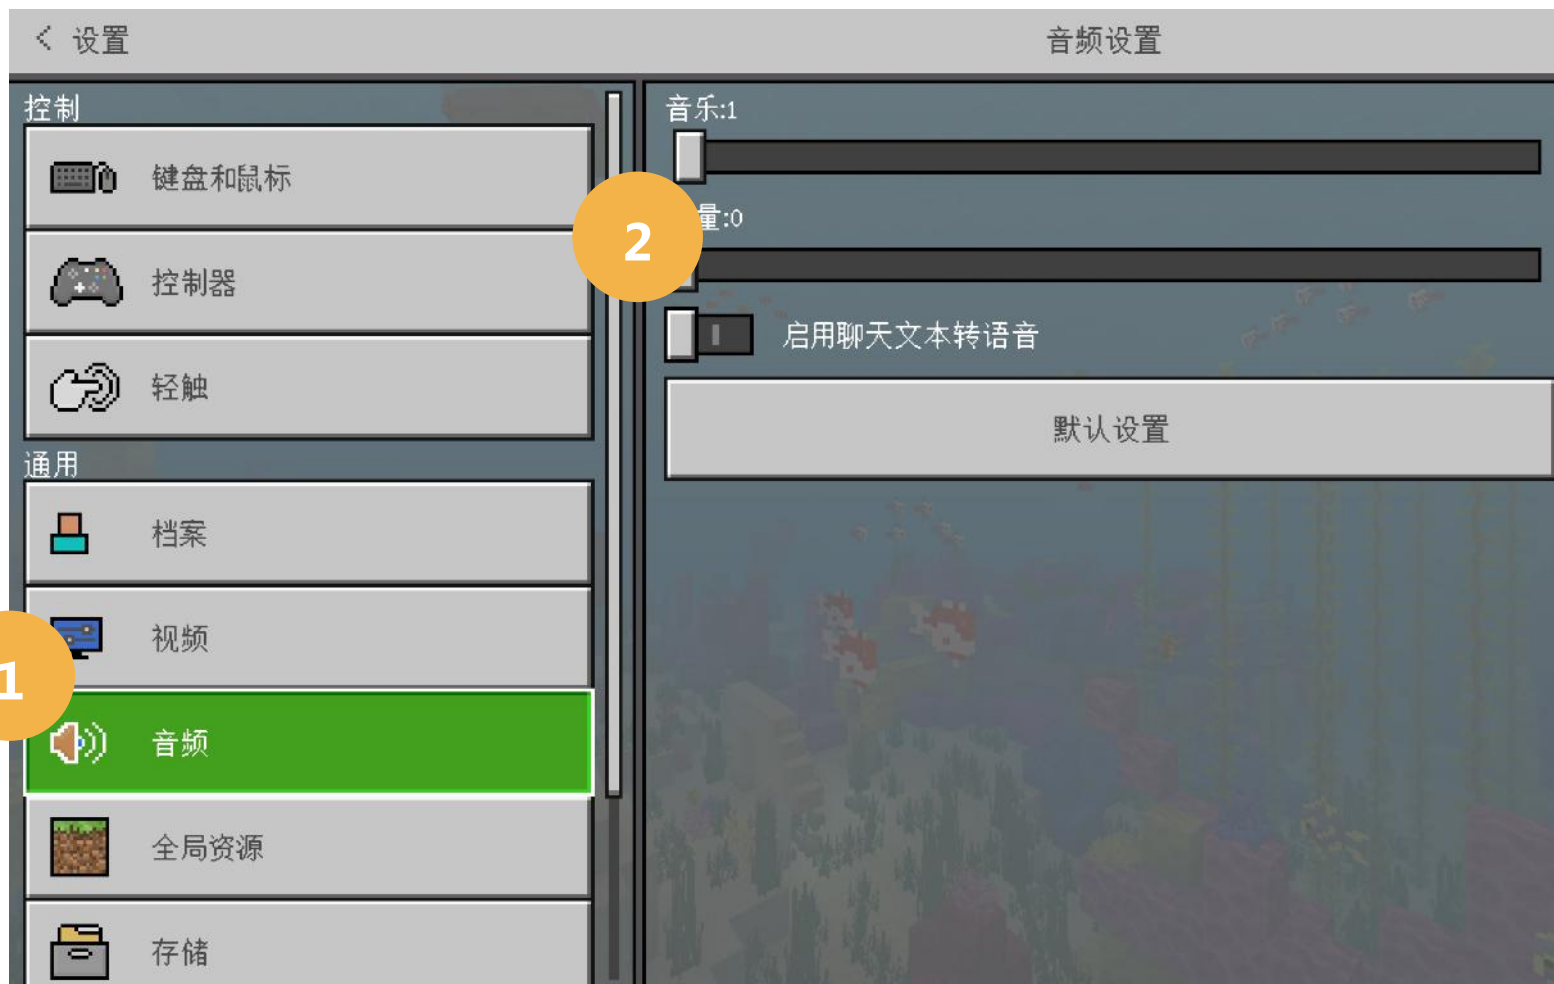 设置
音频设置
控制
键盘和鼠标
控制器
轻触
通用
档案
视频
1
音频
全局资源
存储
音乐:1
2
量:0
启用聊天文本转语音
默认设置